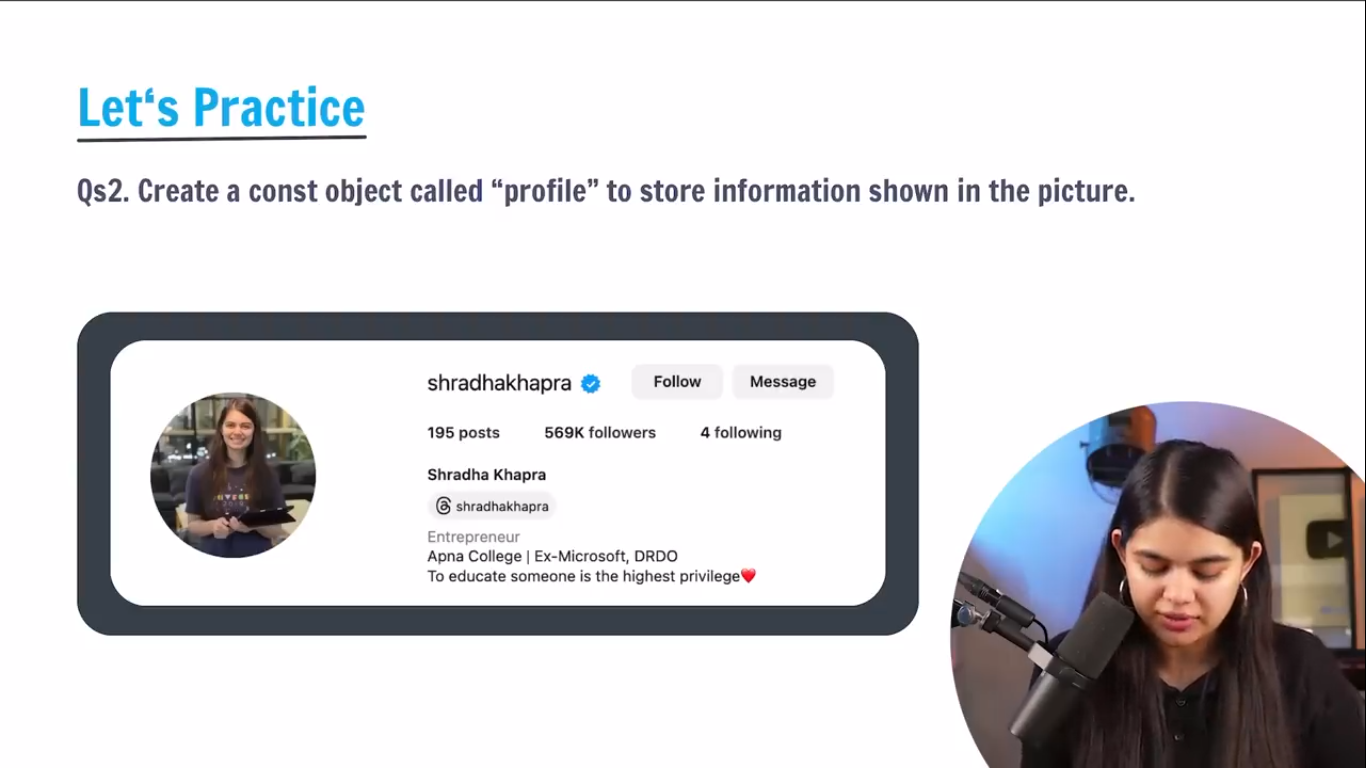 Let‘s Practice
Qs2. Create a const object called “profile” to store information shown in the picture.
shradhakhapra Follow Message
195 posts 569K followers 4 following
Shradha Khapra
shradhakhapra
Entrepreneur
Apna College | Ex-Microsoft, DRDO
To educate someone is the highest privilege❤️